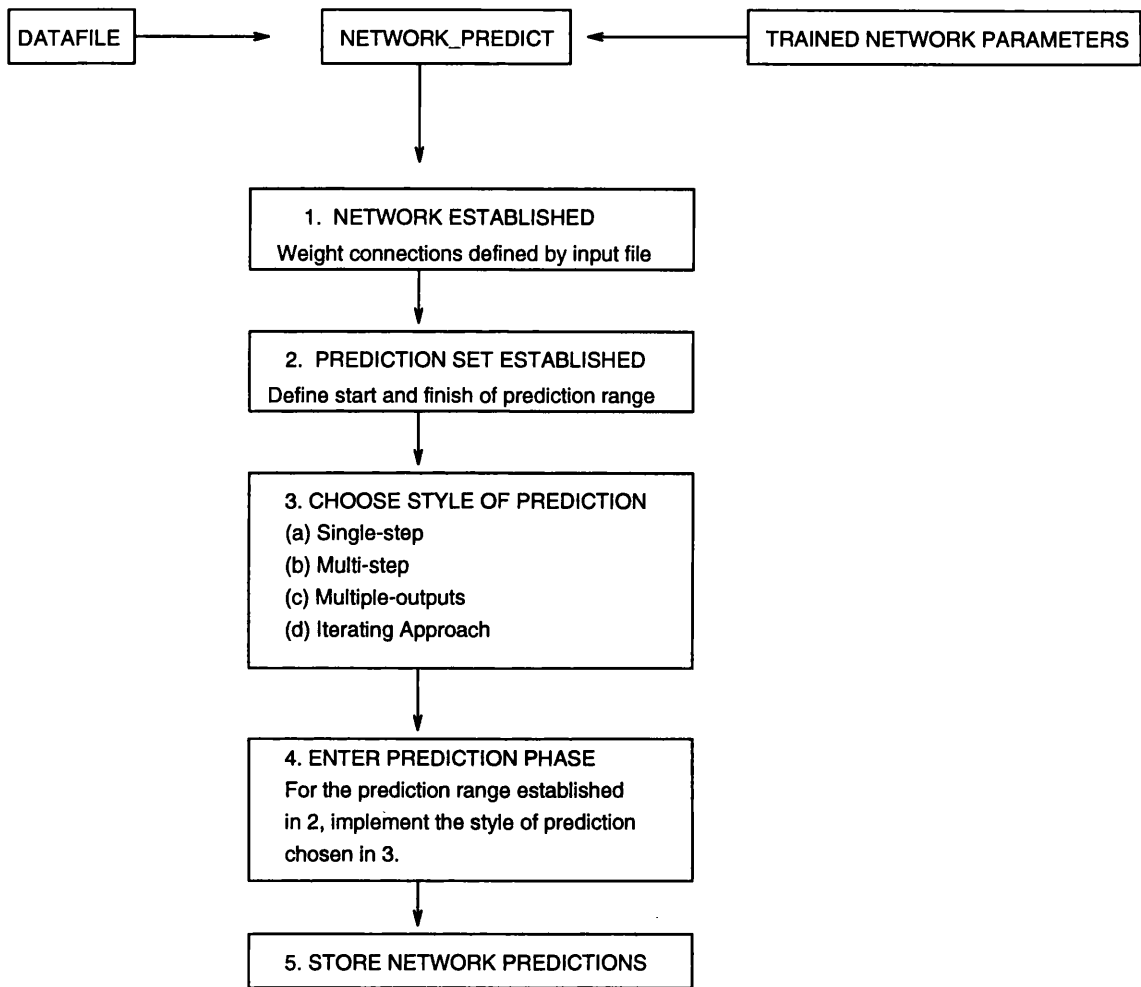 DATAFILE
NETWORK_PREDICT
TRAINED NETWORK PARAMETERS
1. NETWORK ESTABLISHED
Weight connections defined by input file
2. PREDICTION SET ESTABLISHED
Define start and finish of prediction range
3. CHOOSE STYLE OF PREDICTION
(a) Single-step
(b) Multi-step
(c) Multiple-outputs
(d) Iterating Approach
4. ENTER PREDICTION PHASE
For the prediction range established
in 2, implement the style of prediction
chosen in 3.
5. STORE NETWORK PREDICTIONS